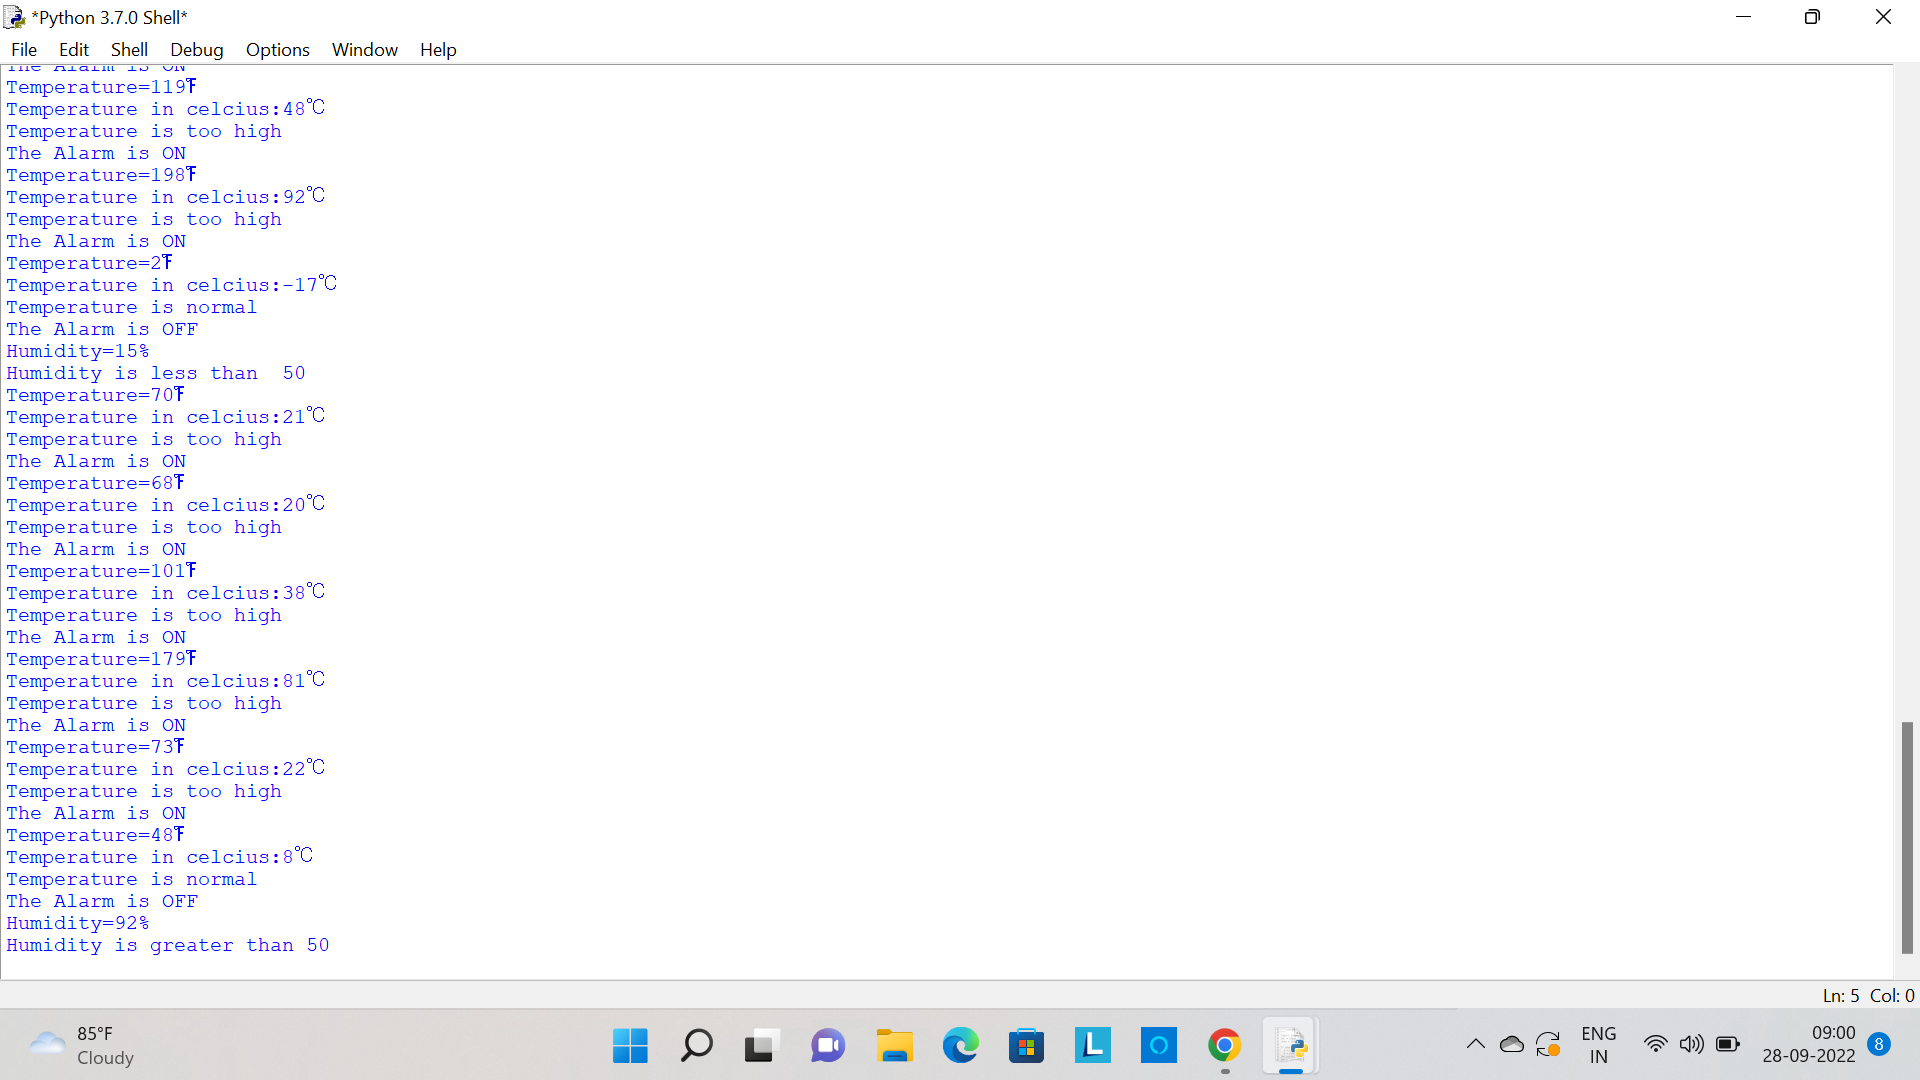 *Python 3.7.0 Shell*
File Edit Shell Debug Options Window Help
The Alarm is ON
Temperature=119℉
Temperature in celcius:48℃
Temperature is too high
The Alarm is ON
Temperature=198℉
Temperature in celcius:92℃
Temperature is too high
The Alarm is ON
Temperature=2℉
Temperature in celcius:-17℃
Temperature is normal
The Alarm is OFF
Humidity=15%
Humidity is less than  50
Temperature=70℉
Temperature in celcius:21℃
Temperature is too high
The Alarm is ON
Temperature=68℉
Temperature in celcius:20℃
Temperature is too high
The Alarm is ON
Temperature=101℉
Temperature in celcius:38℃
Temperature is too high
The Alarm is ON
Temperature=179℉
Temperature in celcius:81℃
Temperature is too high
The Alarm is ON
Temperature=73℉
Temperature in celcius:22℃
Temperature is too high
The Alarm is ON
Temperature=48℉
Temperature in celcius:8℃
Temperature is normal
The Alarm is OFF
Humidity=92%
Humidity is greater than 50
Ln: 5 Col: 0
85°F
Cloudy
L
ENG
IN
09:00
28-09-2022
8